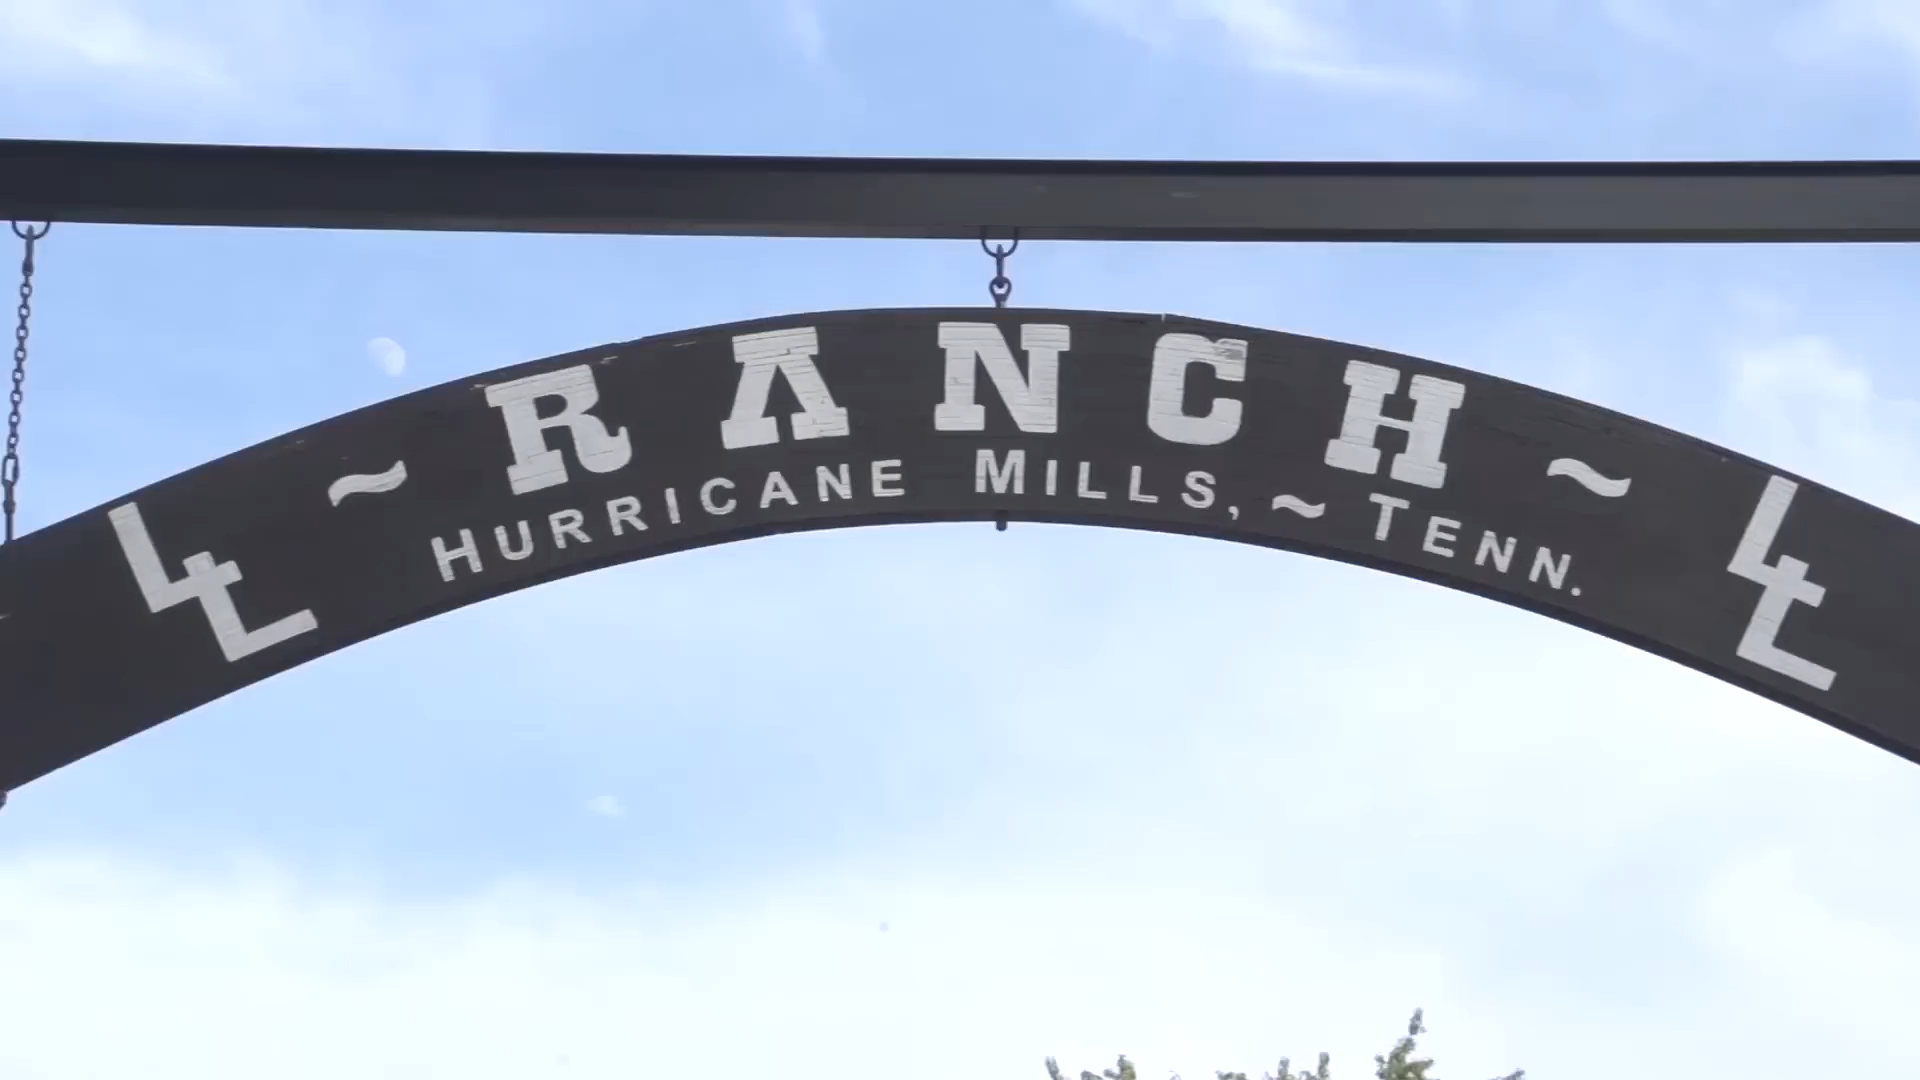 LL ~ RANCH ~ LL
HURRICANE MILLS, ~ TENN.